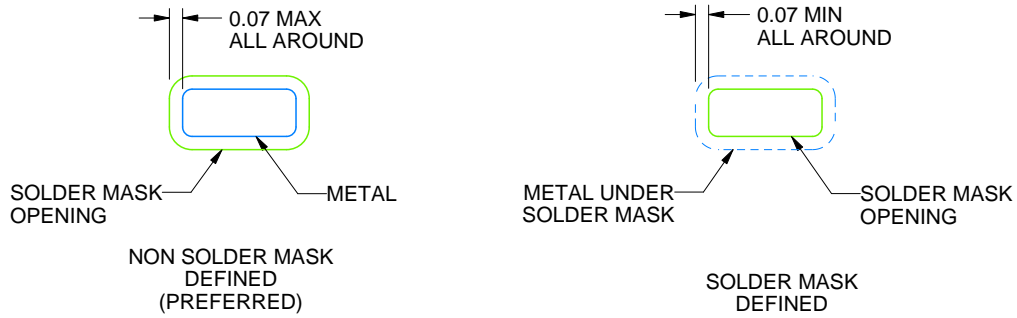 0.07 MAX
ALL AROUND
SOLDER MASK
OPENING
METAL
NON SOLDER MASK
DEFINED
(PREFERRED)
0.07 MIN
ALL AROUND
METAL UNDER
SOLDER MASK
SOLDER MASK
OPENING
SOLDER MASK
DEFINED